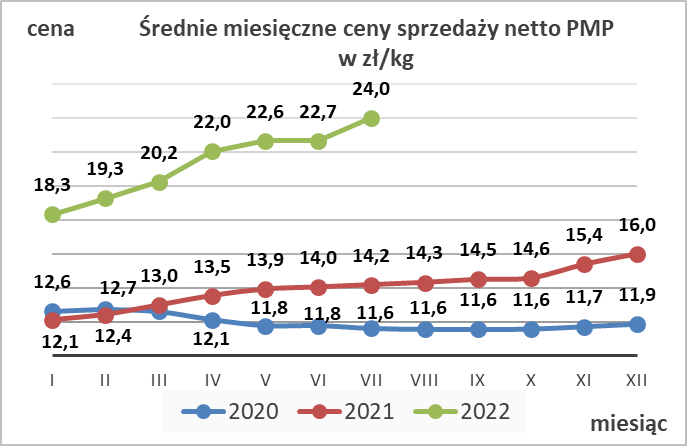 cena
Średnie miesięczne ceny sprzedaży netto PMP
w zł/kg
24,0
22,0 22,6 22,7
20,2
19,3
18,3
16,0
15,4
13,0 13,5 13,9 14,0 14,2 14,3 14,5 14,6
12,6 12,7
11,8 11,8 11,6 11,6 11,6 11,6 11,7 11,9
12,1 12,4 12,1
I II III IV V VI VII VIII IX X XI XII
2020 2021 2022
miesiąc